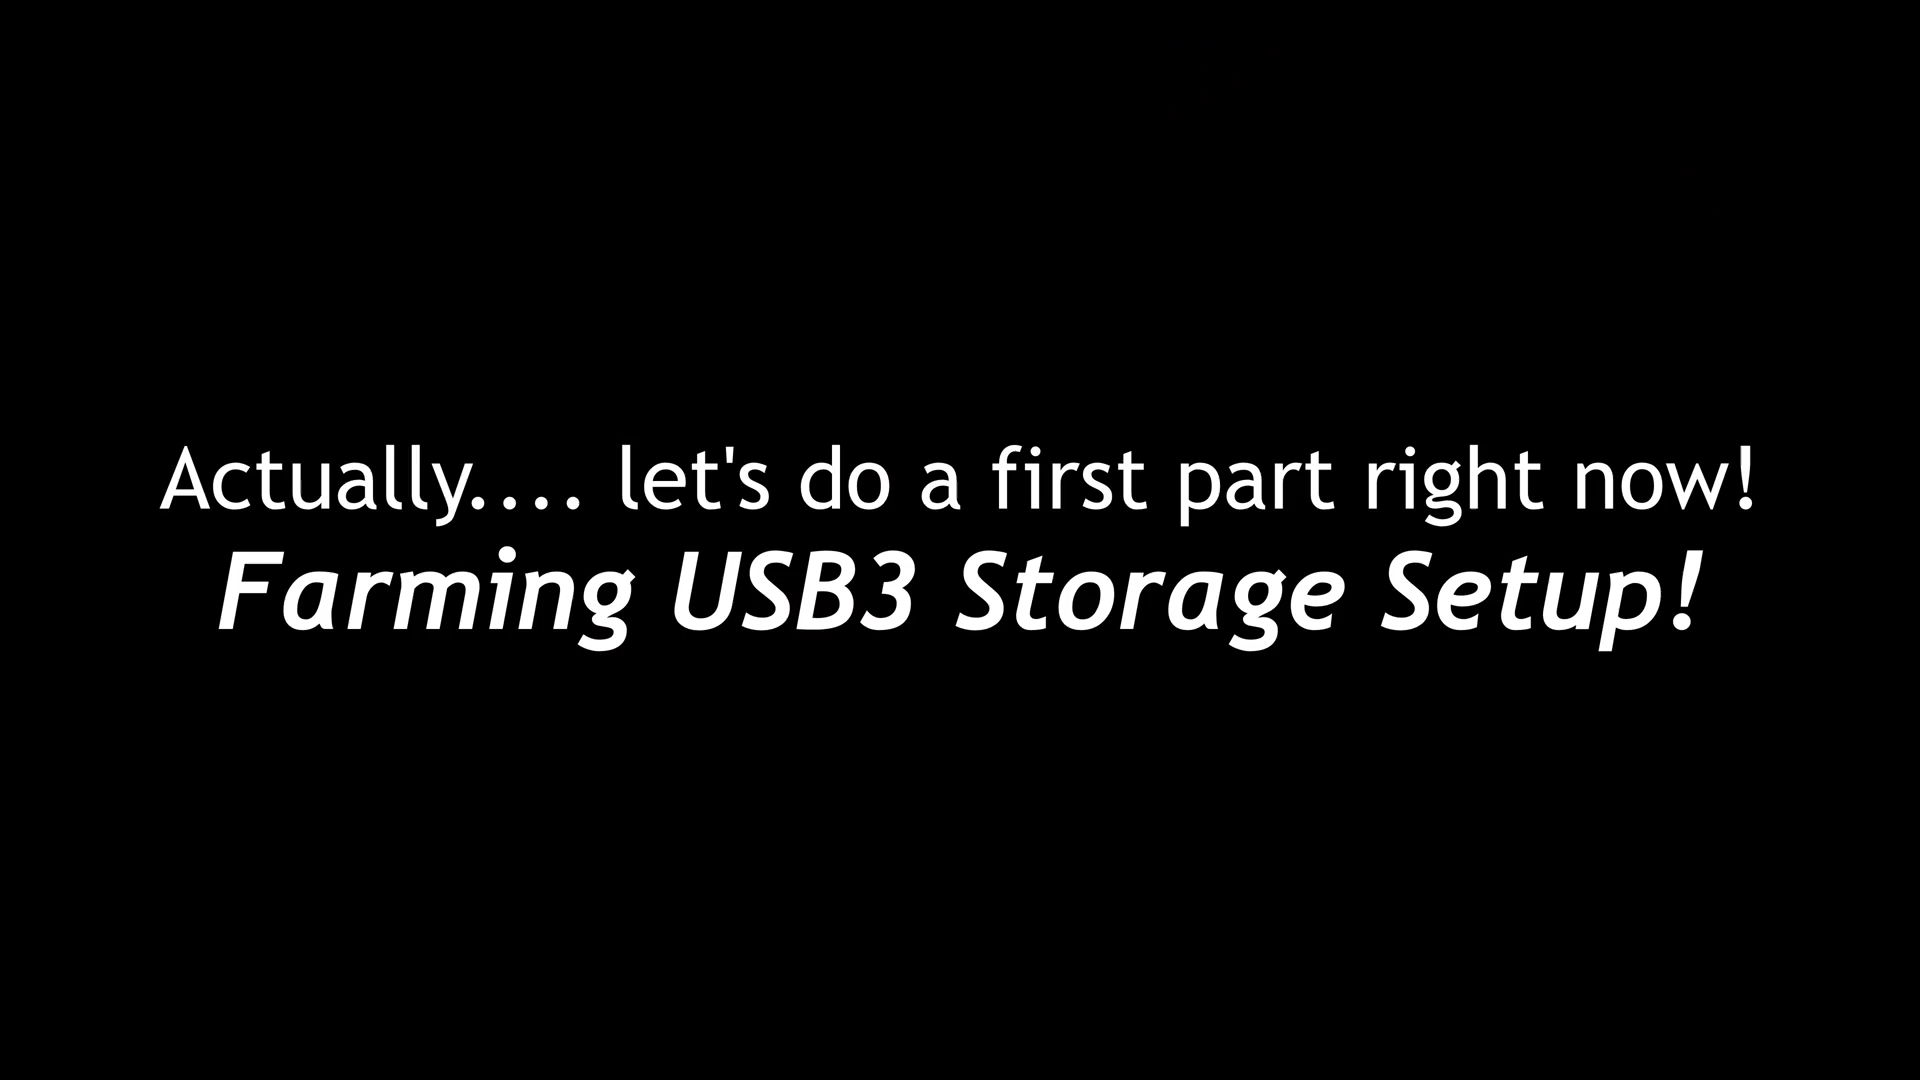 Actually.... let's do a first part right now!
Farming USB3 Storage Setup!